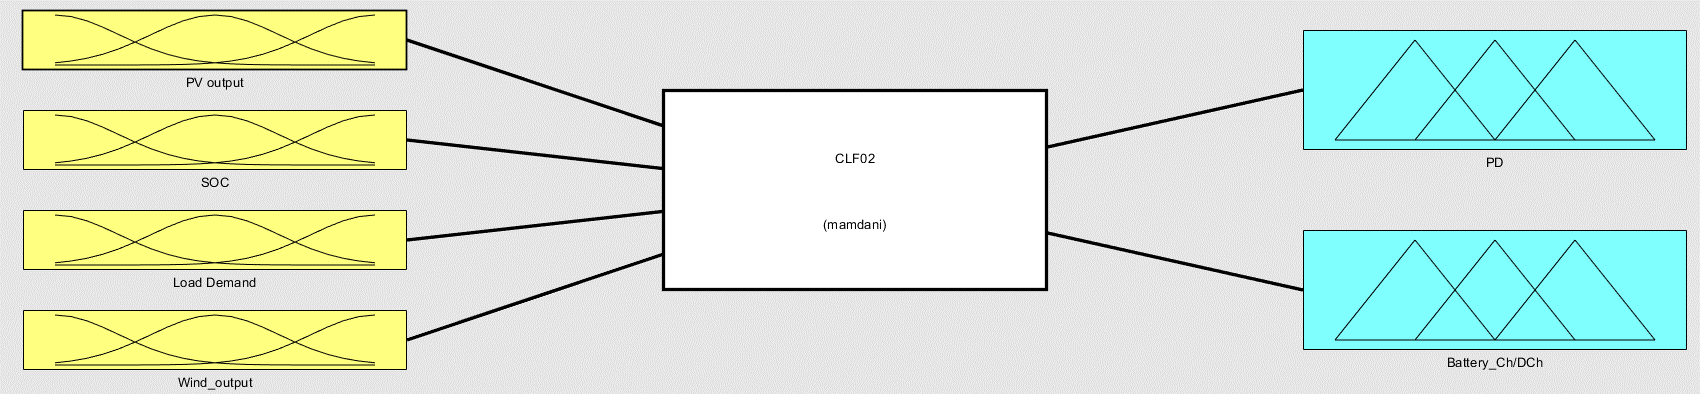 PV output
SOC
Load Demand
Wind_output
CLF02
(mamdani)
PD
Battery_Ch/DCh